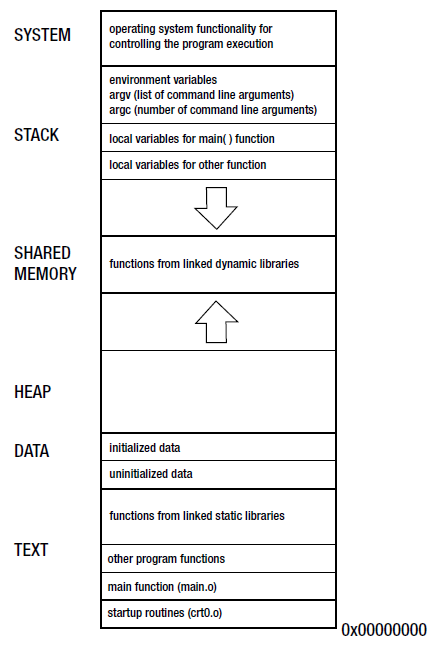 SYSTEM
operating system functionality for
controlling the program execution
environment variables
argv (list of command line arguments)
argc (number of command line arguments)
STACK
local variables for main( ) function
local variables for other function
SHARED
MEMORY
functions from linked dynamic libraries
HEAP
DATA
initialized data
uninitialized data
functions from linked static libraries
TEXT
other program functions
main function (main.o)
startup routines (crt0.o)
0x00000000